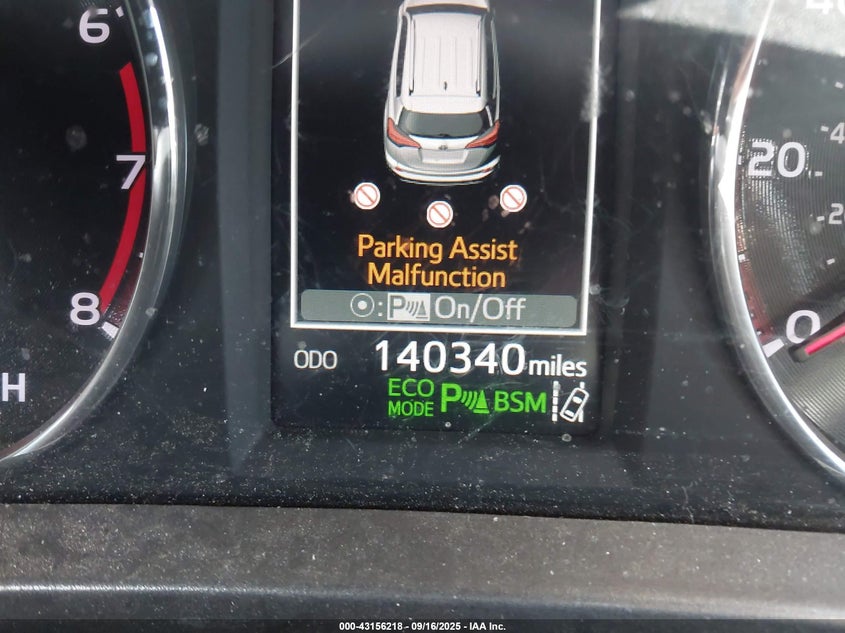 6
7
8
H
Parking Assist
Malfunction
: P On/Off
ODO 140340 miles
ECO
MODE
P BSM
20
0
000-43156218 - 09/16/2025 - IAA Inc.